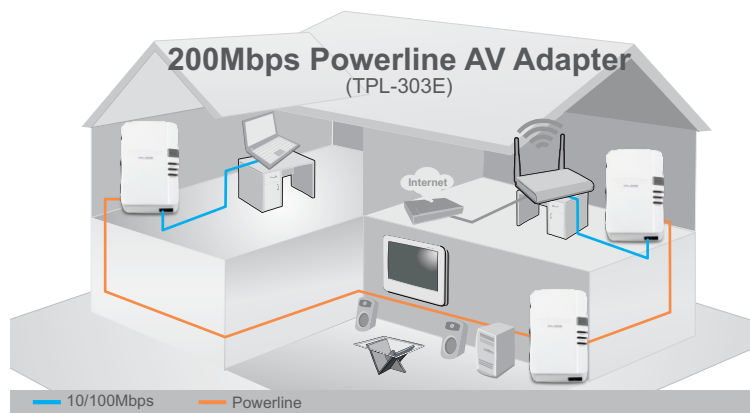 200Mbps Powerline AV Adapter
(TPL-303E)
Internet
10/100Mbps
Powerline